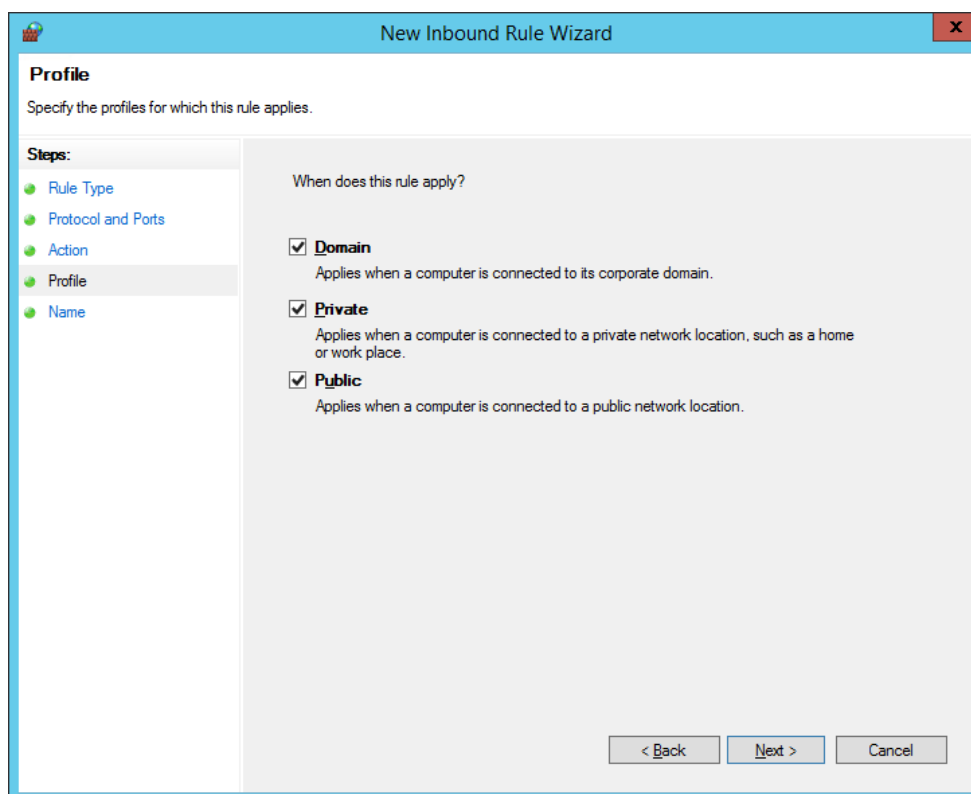 New Inbound Rule Wizard
x
Profile
Specify the profiles for which this rule applies.
Steps:
Rule Type
Protocol and Ports
Action
Profile
Name
When does this rule apply?
Domain
Applies when a computer is connected to its corporate domain.
Private
Applies when a computer is connected to a private network location, such as a home
or work place.
Public
Applies when a computer is connected to a public network location.
< Back
Next >
Cancel